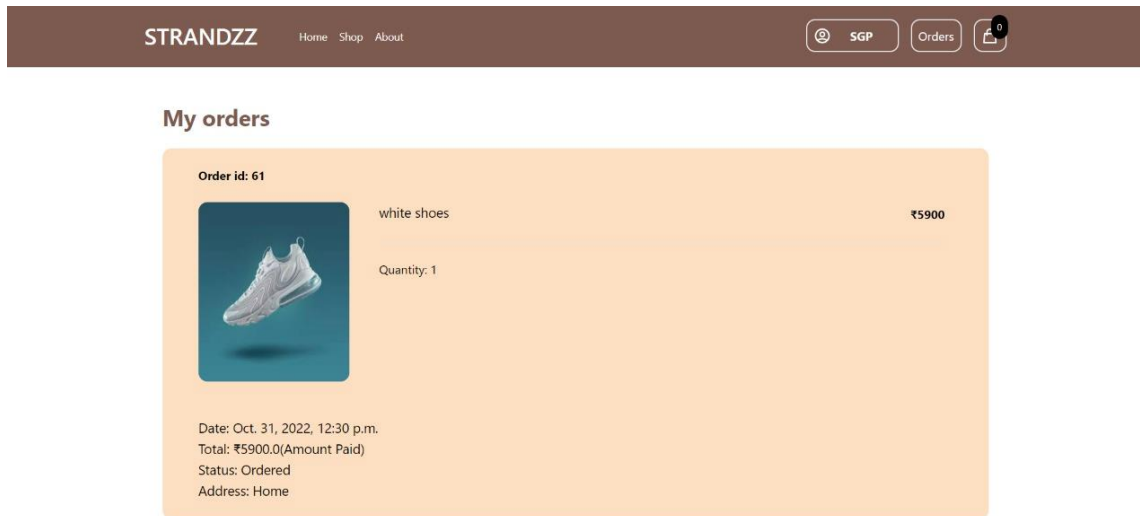 STRANDZZ Home Shop About SGP Orders 0
My orders
Order id: 61
white shoes ₹5900
Quantity: 1
Date: Oct. 31, 2022, 12:30 p.m.
Total: ₹5900.0(Amount Paid)
Status: Ordered
Address: Home